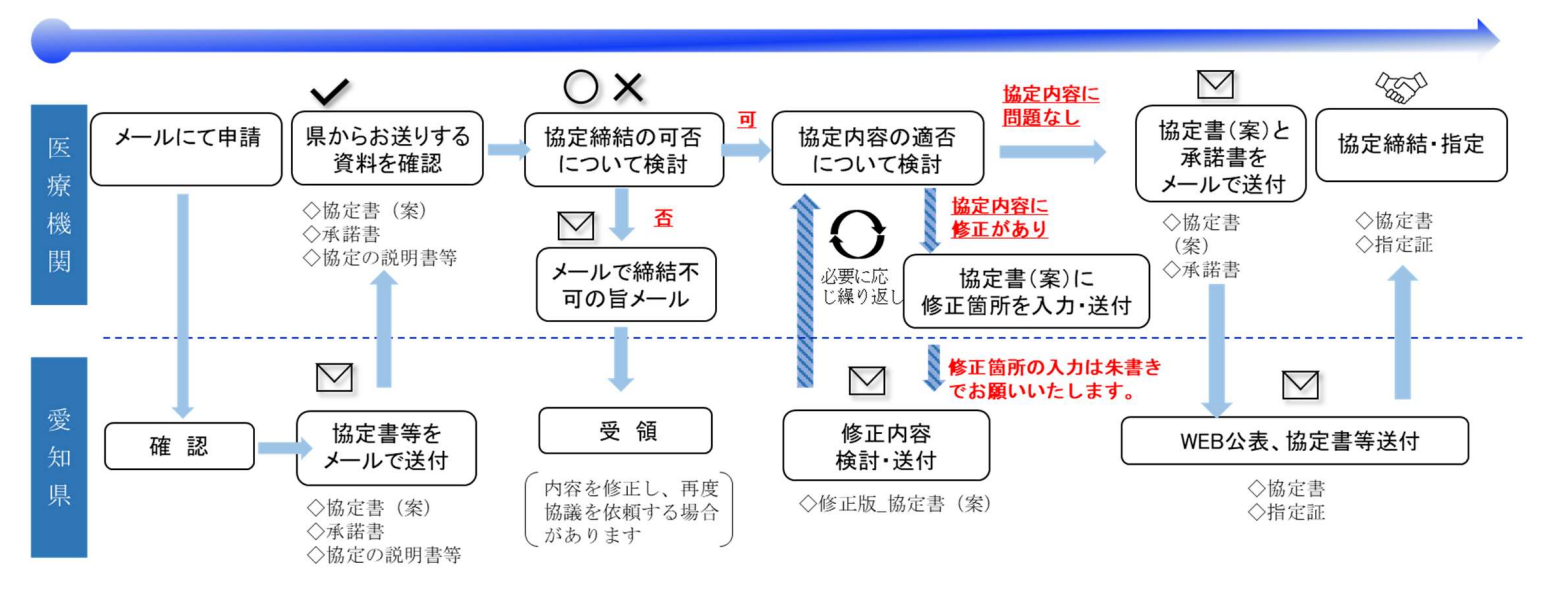 医療機関
メールにて申請
県からお送りする
資料を確認
◇協定書（案）
◇承諾書
◇協定の説明書等
協定締結の可否
について検討
可
否
メールで締結不
可の旨メール
協定内容の適否
について検討
協定内容に
問題なし
協定内容に
修正があり
必要に応
じ繰り返し
協定書（案）に
修正箇所を入力・送付
協定書（案）と
承諾書を
メールで送付
◇協定書
（案）
◇承諾書
協定締結・指定
◇協定書
◇指定証
愛知県
確 認
協定書等を
メールで送付
◇協定書（案）
◇承諾書
◇協定の説明書等
受 領
内容を修正し、再度
協議を依頼する場合
があります
修正箇所の入力は朱書き
でお願いいたします。
修正内容
検討・送付
◇修正版_協定書（案）
WEB公表、協定書等送付
◇協定書
◇指定証